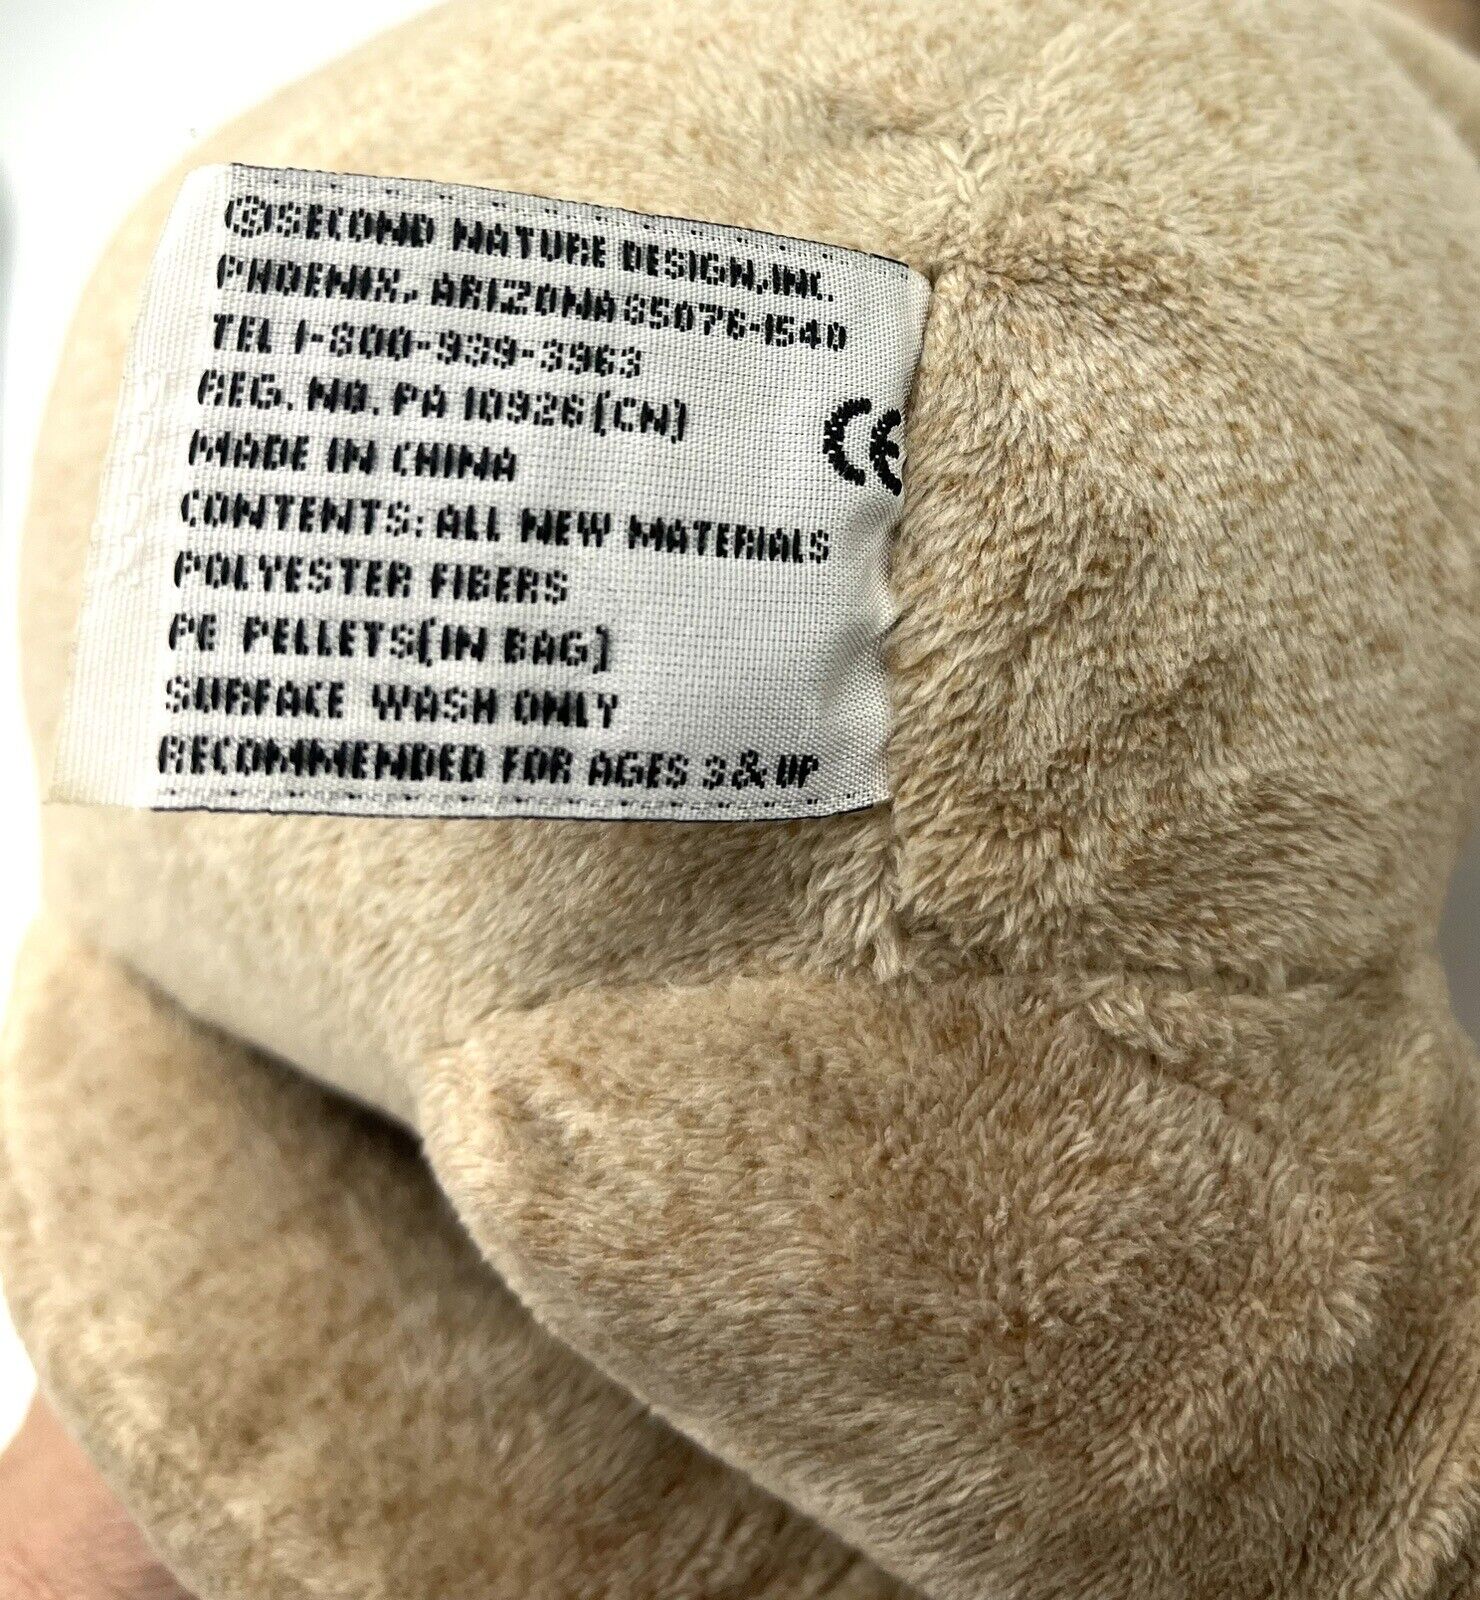 ©SECOND NATURE DESIGN,INC.
PHOENIX, ARIZONA 85076-1540
TEL 1-800-939-3963
REG. NO. PA 10926(CN)
MADE IN CHINA
CE
CONTENTS: ALL NEW MATERIALS
POLYESTER FIBERS
PE PELLETS(IN BAG)
SURFACE WASH ONLY
RECOMMENDED FOR AGES 3 & UP